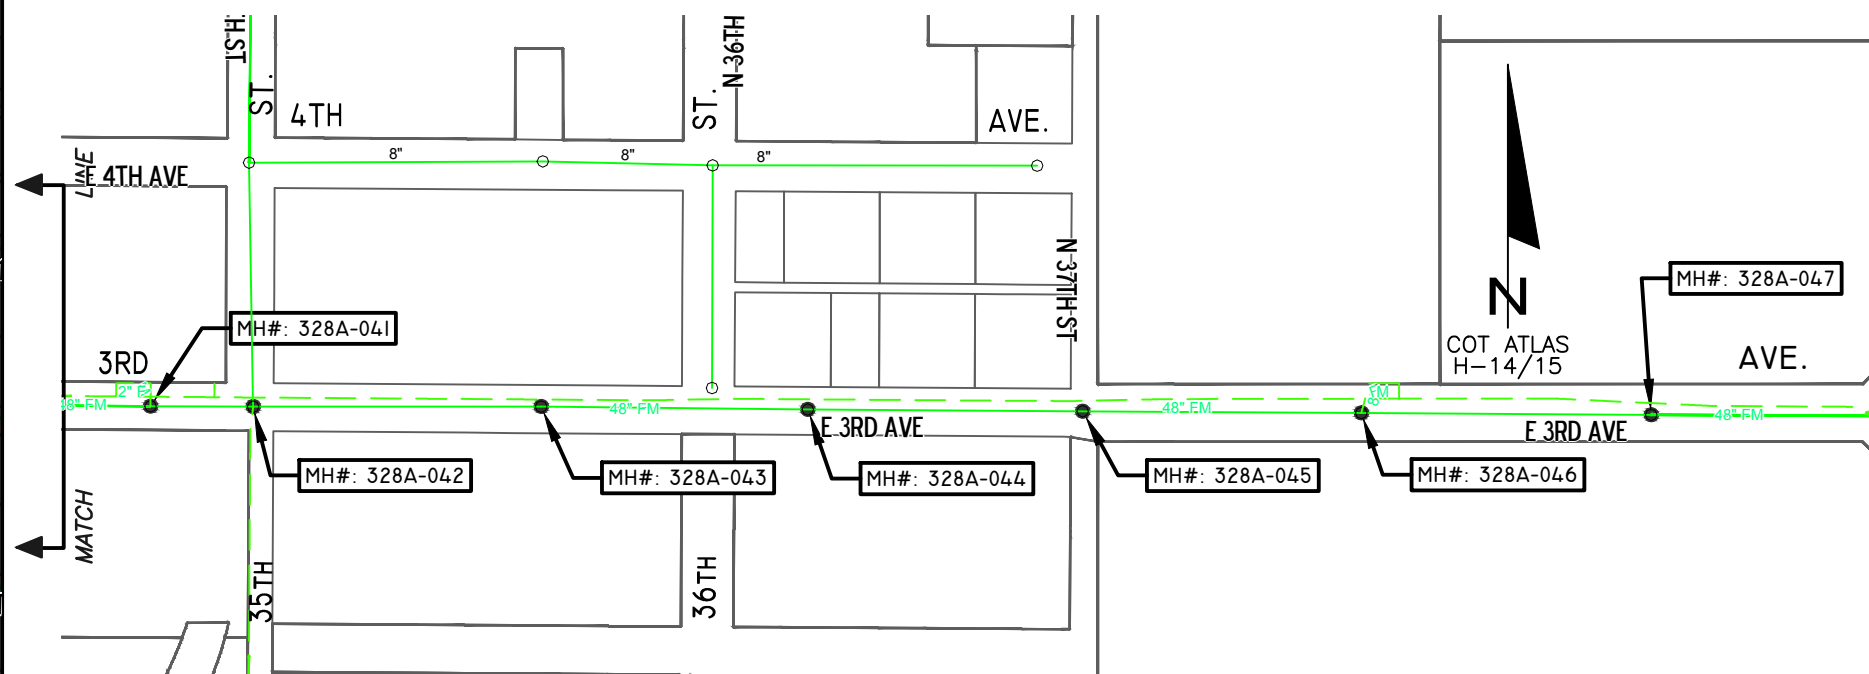 H ST
N 36TH
ST.
ST.
4TH
AVE.
8"
8"
8"
LINE
E 4TH AVE
N 37TH ST
MH#: 328A-047
N
COT ATLAS
H-14/15
MH#: 328A-041
3RD
AVE.
2" F
FM
8"
48" FM
48" FM
48" FM
48" FM
E 3RD AVE
E 3RD AVE
MH#: 328A-042
MH#: 328A-043
MH#: 328A-044
MH#: 328A-045
MH#: 328A-046
MATCH
35TH
36TH